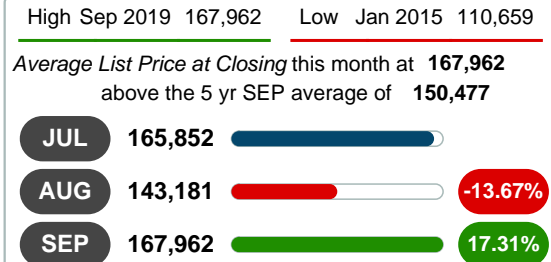 High Sep 2019 167,962 Low Jan 2015 110,659
Average List Price at Closing this month at 167,962
above the 5 yr SEP average of 150,477
JUL 165,852
AUG 143,181 -13.67%
SEP 167,962 17.31%